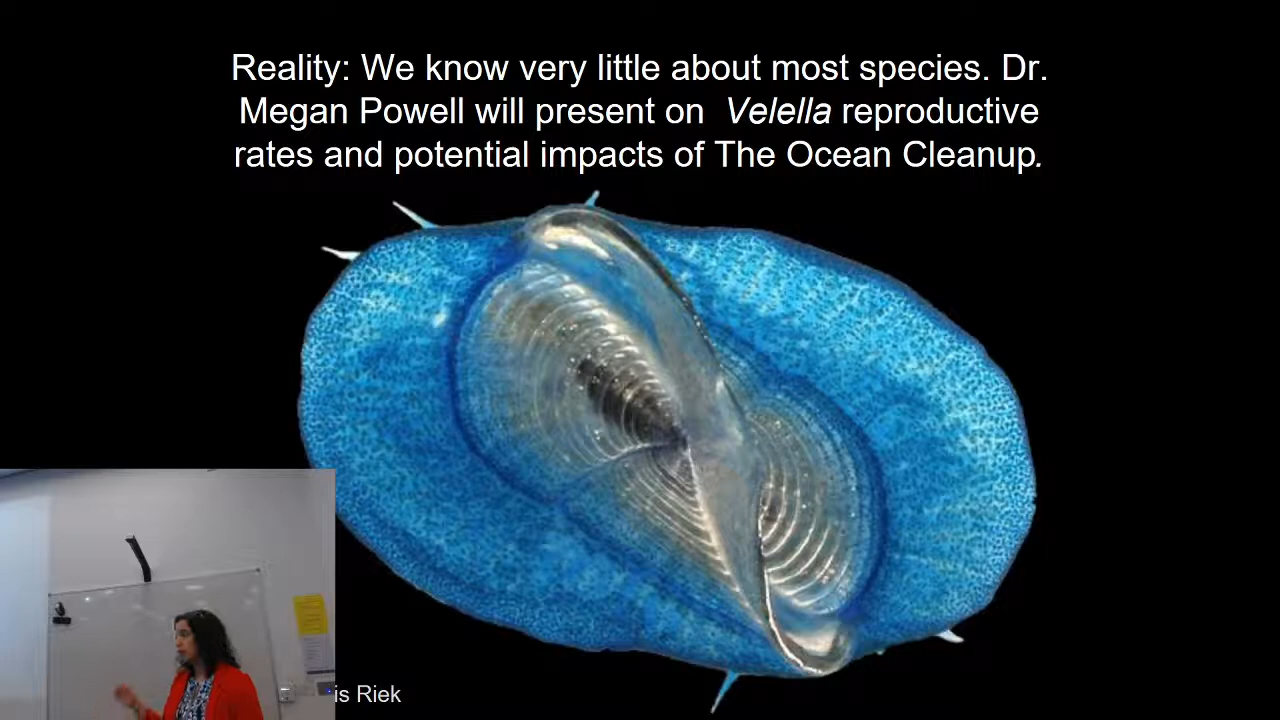 Reality: We know very little about most species. Dr.
Megan Powell will present on Velella reproductive
rates and potential impacts of The Ocean Cleanup.
Riek